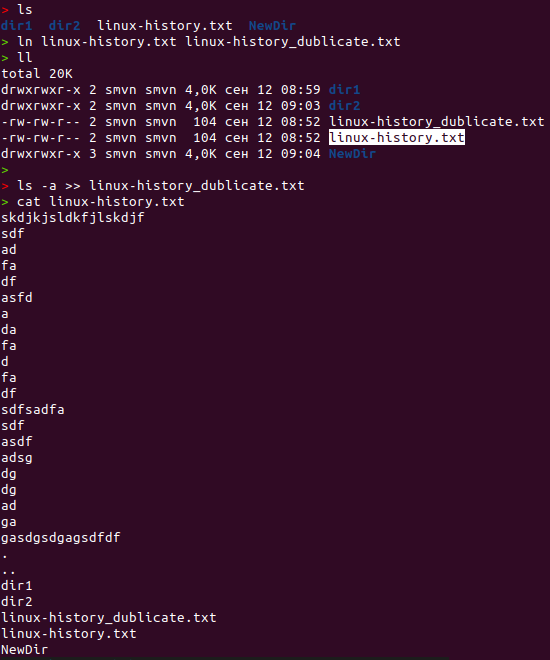 > ls
dir1  dir2  linux-history.txt  NewDir
> ln linux-history.txt linux-history_dublicate.txt
> ll
total 20K
drwxrwxr-x 2 smvn smvn 4,0K сен 12 08:59 dir1
drwxrwxr-x 2 smvn smvn 4,0K сен 12 09:03 dir2
-rw-rw-r-- 2 smvn smvn  104 сен 12 08:52 linux-history_dublicate.txt
-rw-rw-r-- 2 smvn smvn  104 сен 12 08:52 linux-history.txt
drwxrwxr-x 3 smvn smvn 4,0K сен 12 09:04 NewDir
>
> ls -a >> linux-history_dublicate.txt
> cat linux-history.txt
skdjkjsldkfjlskdjf
sdf
ad
fa
df
asfd
a
da
fa
d
fa
df
sdfsadfa
sdf
asdf
adsg
dg
dg
ad
ga
gasdgsdgagsdfdf
.
..
dir1
dir2
linux-history_dublicate.txt
linux-history.txt
NewDir